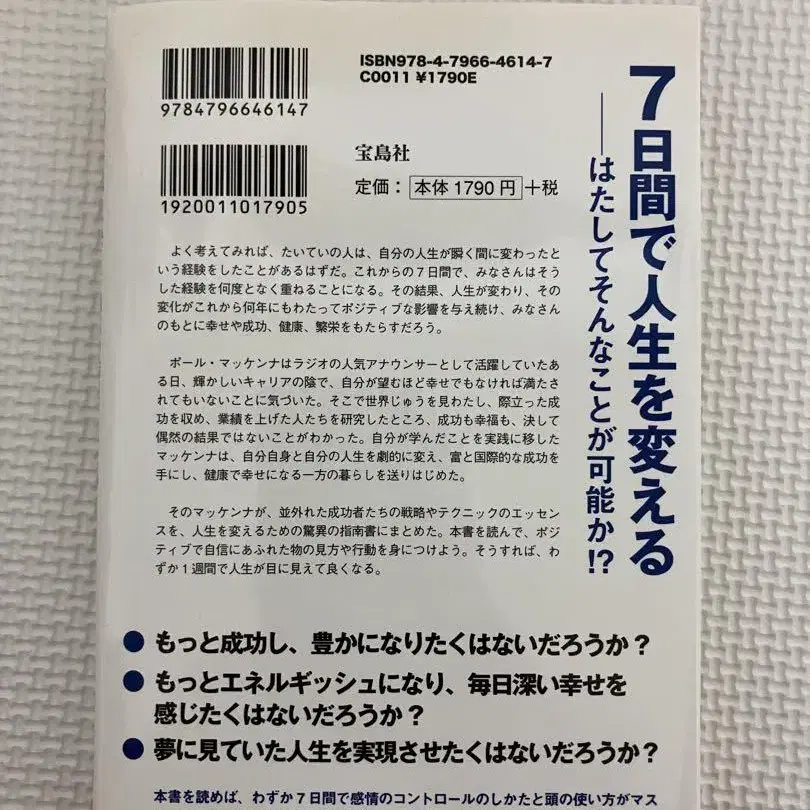 ISBN978-4-7966-4614-7
C0011 ¥1790E
9784796646147
宝島社
定価：本体1790円+税
1920011017905
7日間で人生を変える
──はたしてそんなことが可能か!?
よく考えてみれば、たいていの人は、自分の人生が瞬く間に変わったと
いう経験をしたことがあるはずだ。これからの7日間で、みなさんはそう
した経験を何度となく重ねることになる。その結果、人生が変わり、その
変化がこれから何年にもわたってポジティブな影響を与え続け、みなさん
のもとに幸せや成功、健康、繁栄をもたらすだろう。
ポール・マッケンナはラジオの人気アナウンサーとして活躍していたあ
る日、輝かしいキャリアの陰で、自分が望むほど幸せでもなければ満たさ
れてもいないことに気づいた。そこで世界じゅうを見わたし、際立った成
功を収め、業績を上げた人たちを研究したところ、成功も幸福も、決して
偶然の結果ではないことがわかった。自分が学んだことを実践に移した
マッケンナは、自分自身と自分の人生を劇的に変え、富と国際的な成功を
手にし、健康で幸せになる一方の暮らしを送りはじめた。
そのマッケンナが、並外れた成功者たちの戦略やテクニックのエッセン
スを、人生を変えるための驚異の指南書にまとめた。本書を読んで、ポジ
ティブで自信にあふれた物の見方や行動を身につけよう。そうすれば、わ
ずか1週間で人生が目に見えて良くなる。
●もっと成功し、豊かになりたくはないだろうか？
●もっとエネルギッシュになり、毎日深い幸せを
感じたくはないだろうか？
●夢に見ていた人生を実現させたくはないだろうか？
本書を読めば、わずか7日間で感情のコントロールのしかたと頭の使い方がマス